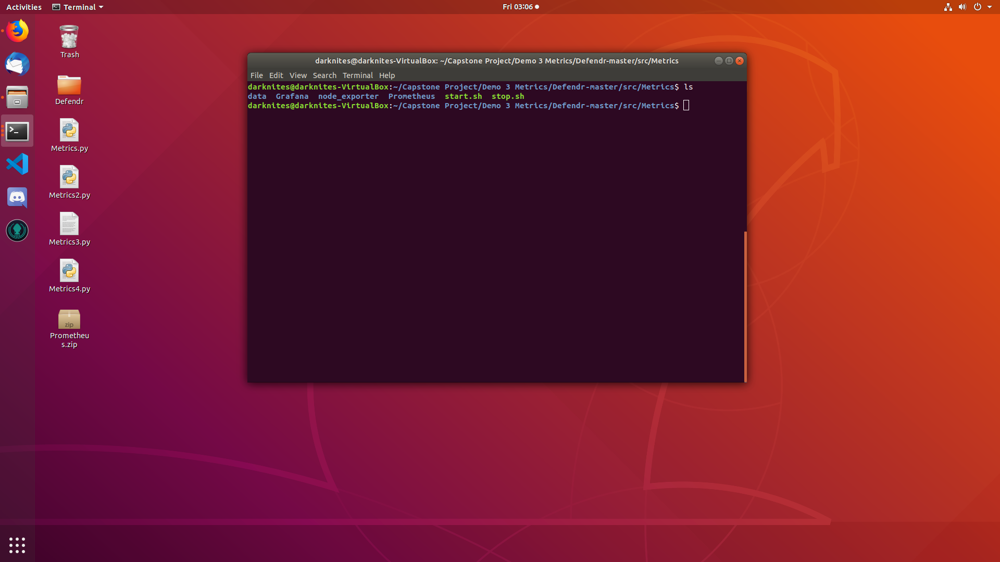 Activities
Terminal
Fri 03:06
Trash
Defendr
Metrics.py
Metrics2.py
Metrics3.py
Metrics4.py
zip
Prometheu
s.zip
darknites@darknites-VirtualBox: ~/Capstone Project/Demo 3 Metrics/Defendr-master/src/Metrics
File Edit View Search Terminal Help
darknites@darknites-VirtualBox:~/Capstone Project/Demo 3 Metrics/Defendr-master/src/Metrics$ ls
data Grafana node_exporter Prometheus start.sh stop.sh
darknites@darknites-VirtualBox:~/Capstone Project/Demo 3 Metrics/Defendr-master/src/Metrics$